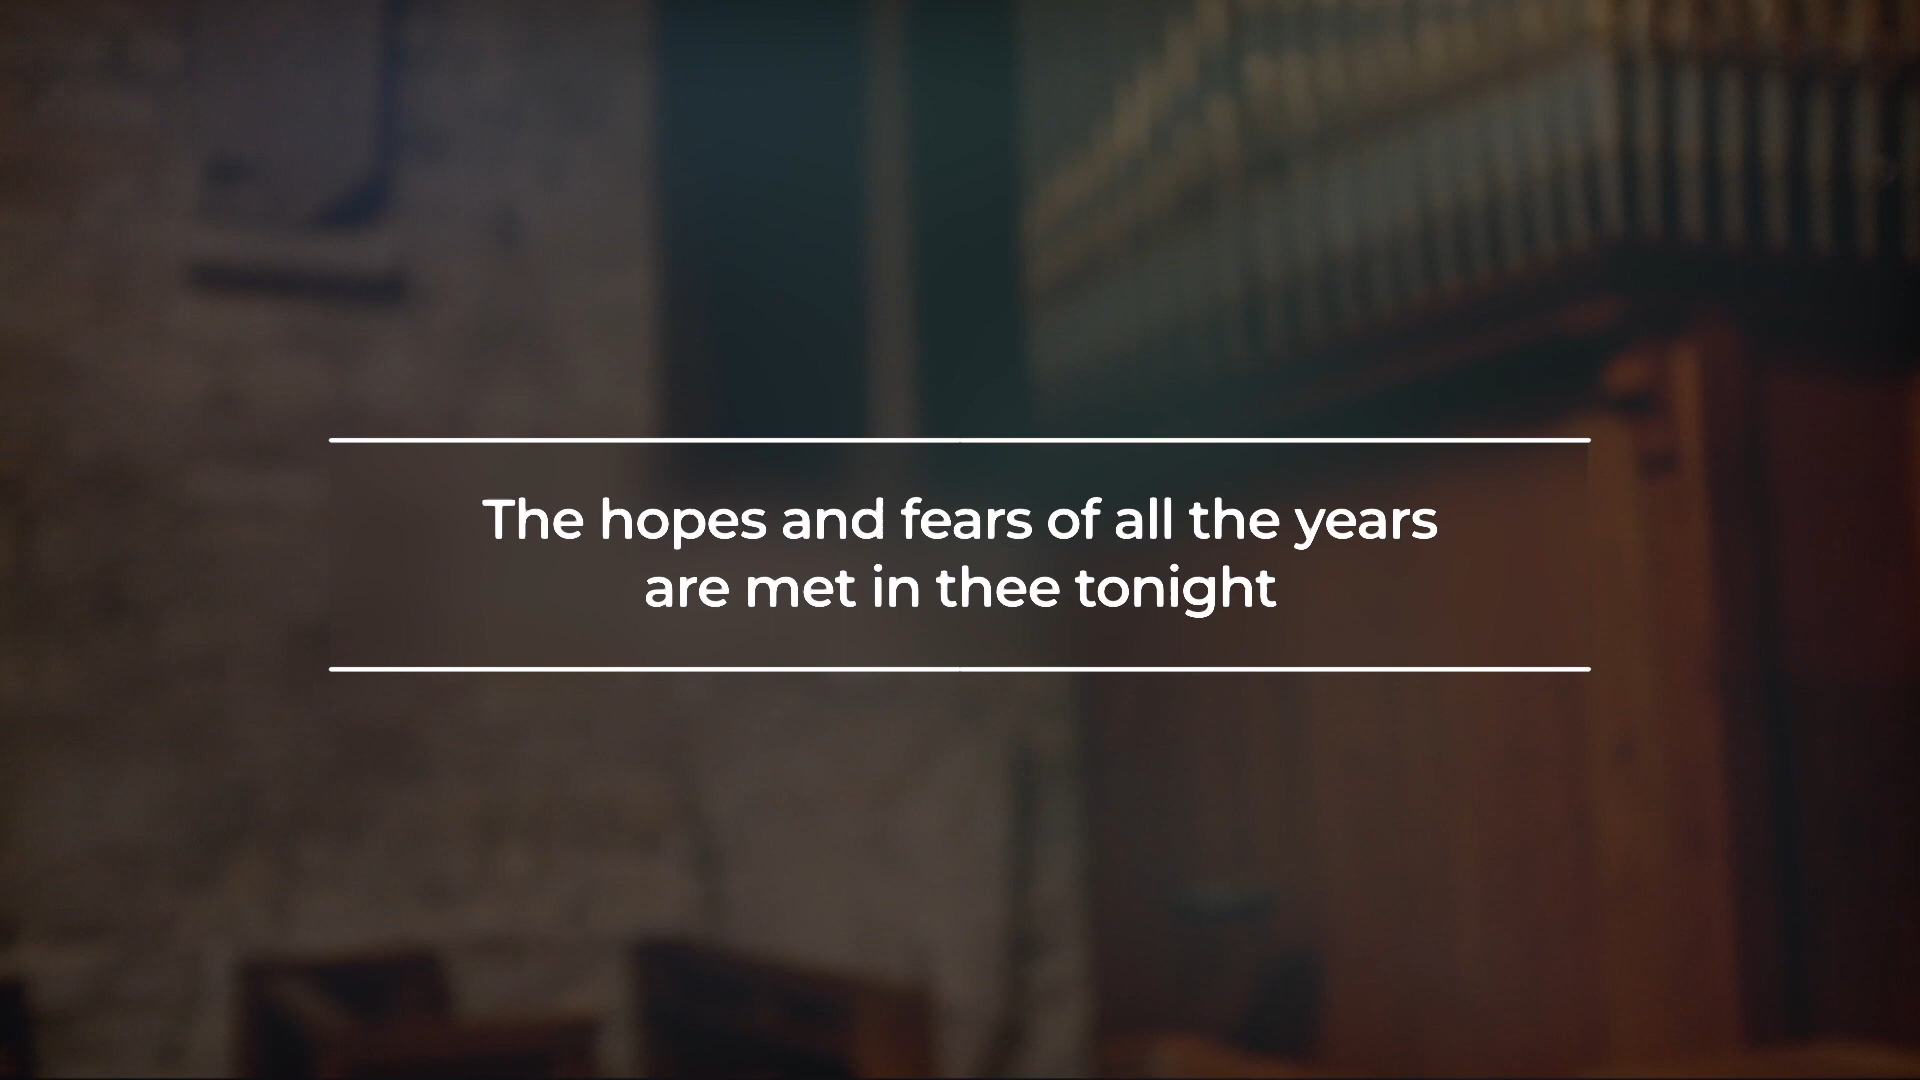 The hopes and fears of all the years
are met in thee tonight